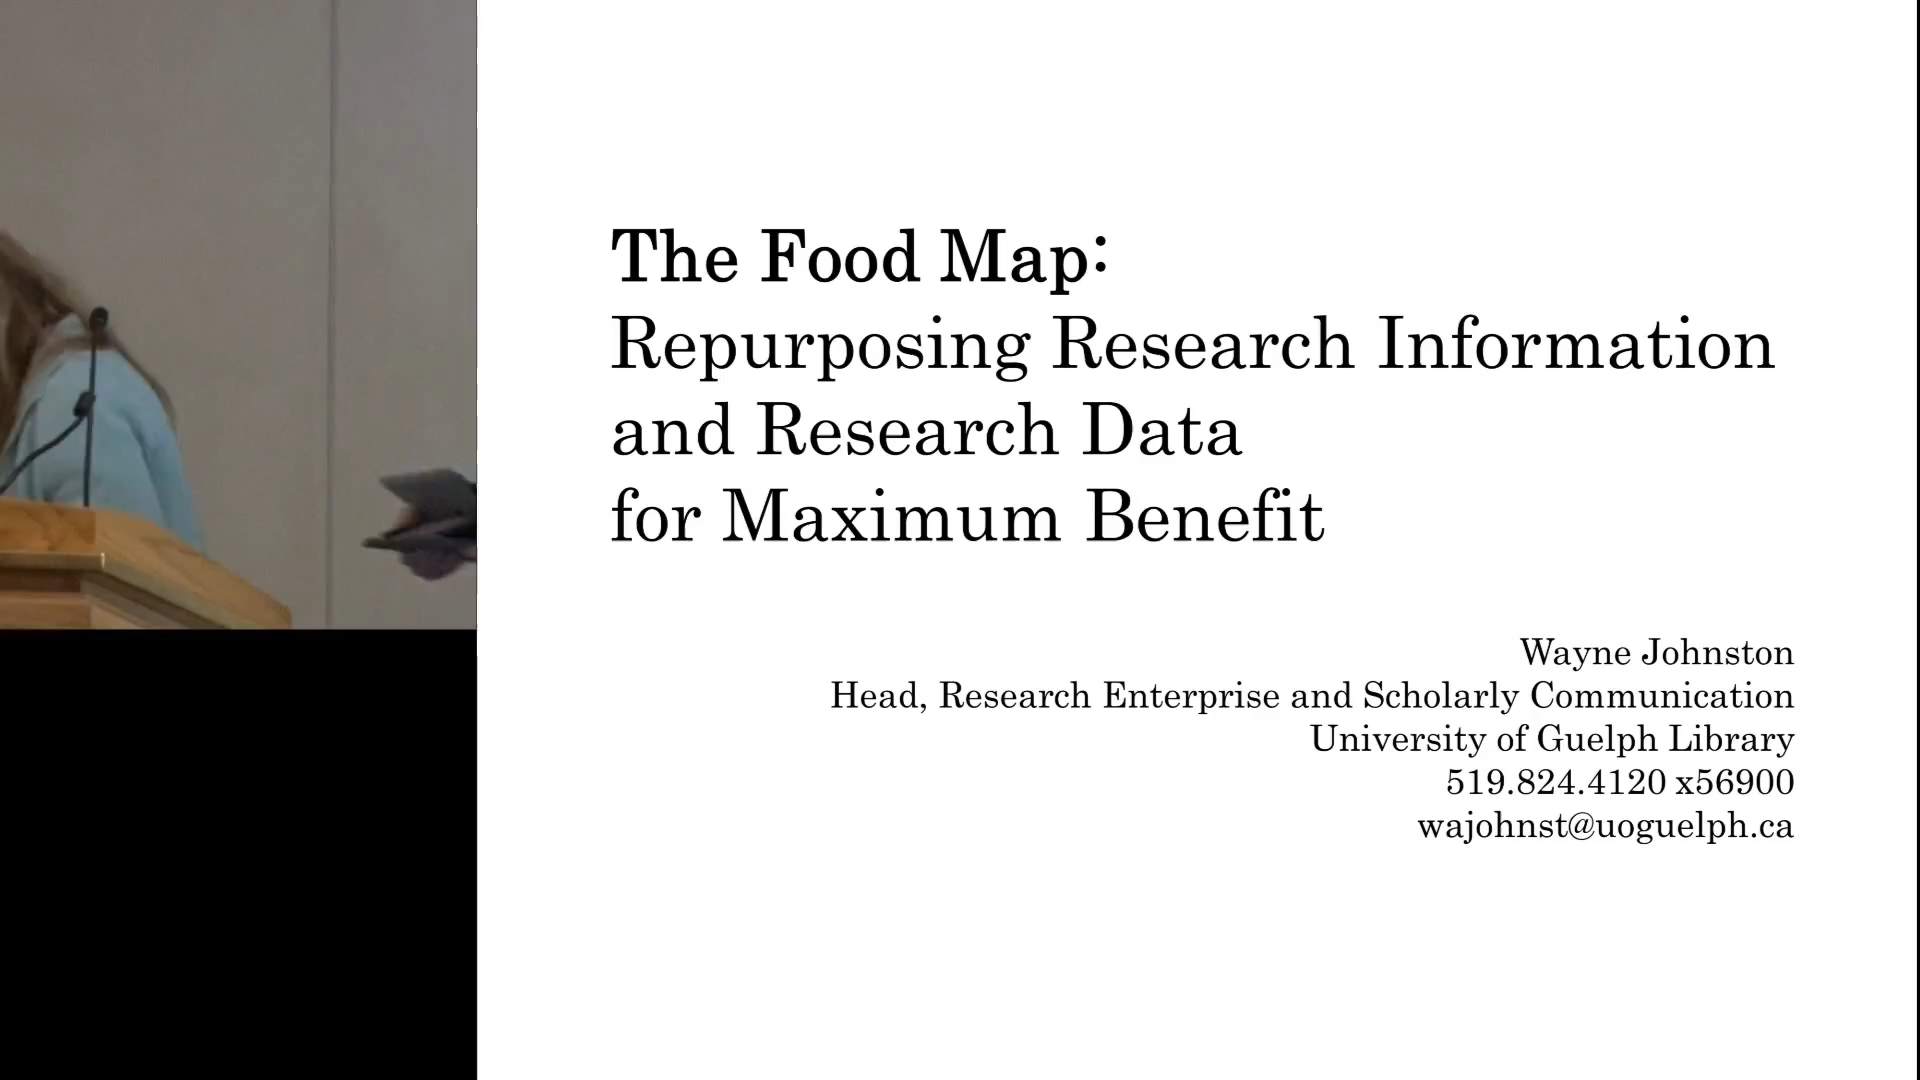 The Food Map:
Repurposing Research Information
and Research Data
for Maximum Benefit
Wayne Johnston
Head, Research Enterprise and Scholarly Communication
University of Guelph Library
519.824.4120 x56900
wajohnst@uoguelph.ca